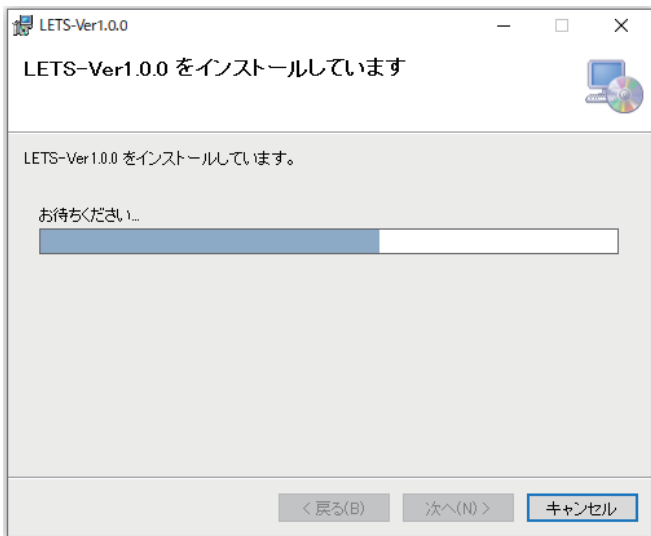 LETS-Ver1.0.0
LETS-Ver1.0.0 をインストールしています
LETS-Ver1.0.0 をインストールしています。
お待ちください...
< 戻る(B)
次へ(N) >
キャンセル